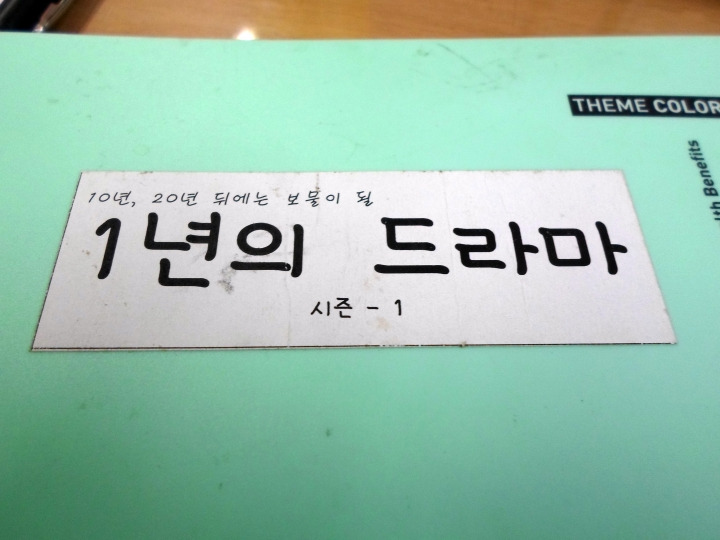 THEME COLOR
10년, 20년 뒤에는 보물이 될
1년의 드라마
시즌 - 1
Benefits